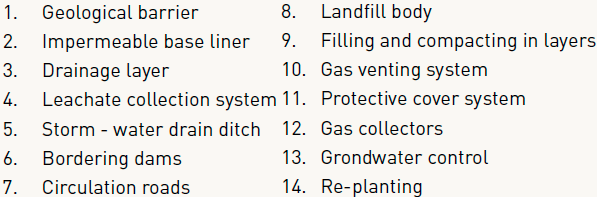 1. Geological barrier
2. Impermeable base liner
3. Drainage layer
4. Leachate collection system
5. Storm - water drain ditch
6. Bordering dams
7. Circulation roads
8. Landfill body
9. Filling and compacting in layers
10. Gas venting system
11. Protective cover system
12. Gas collectors
13. Grondwater control
14. Re-planting